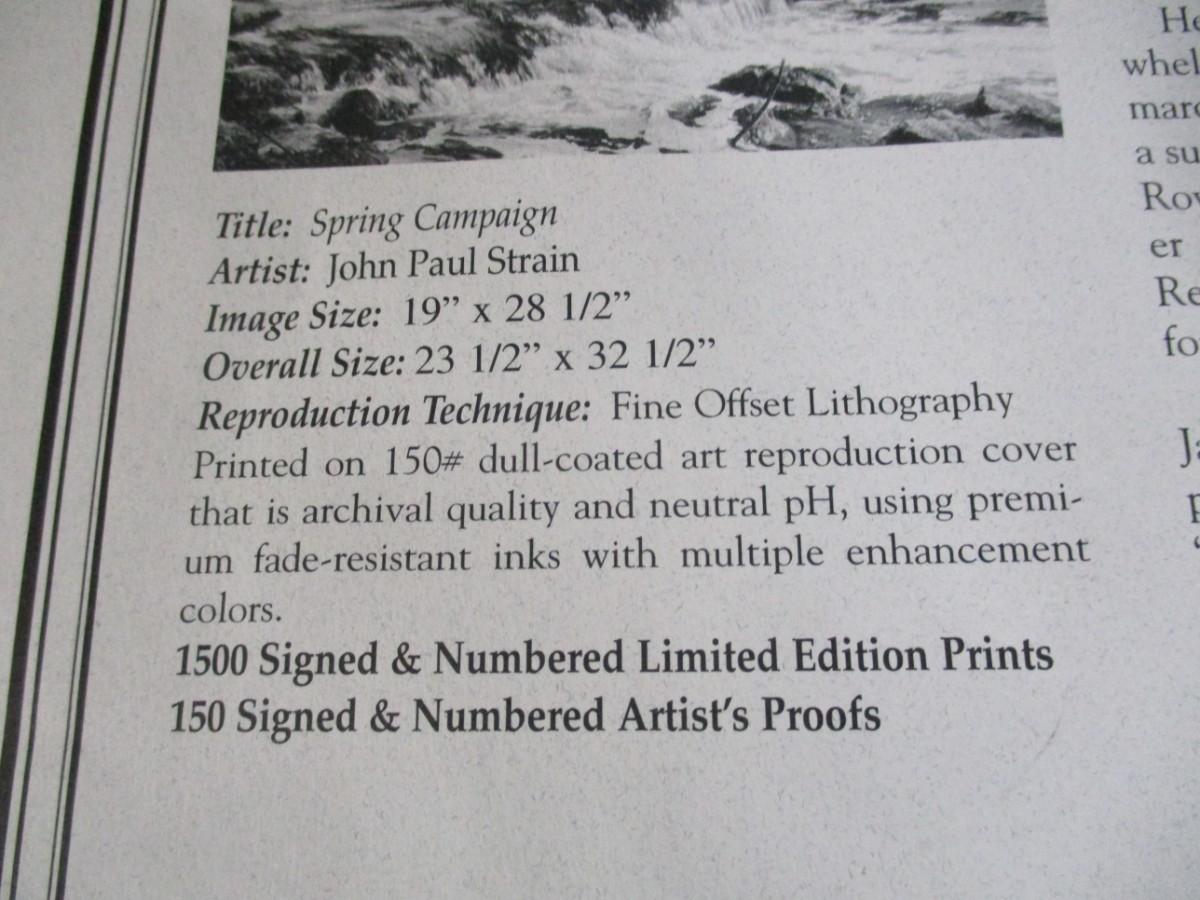 Title: Spring Campaign
Artist: John Paul Strain
Image Size: 19” x 28 1/2”
Overall Size: 23 1/2” x 32 1/2”
Reproduction Technique: Fine Offset Lithography
Printed on 150# dull-coated art reproduction cover
that is archival quality and neutral pH, using premi-
um fade-resistant inks with multiple enhancement
colors.
1500 Signed & Numbered Limited Edition Prints
150 Signed & Numbered Artist's Proofs
a su
er